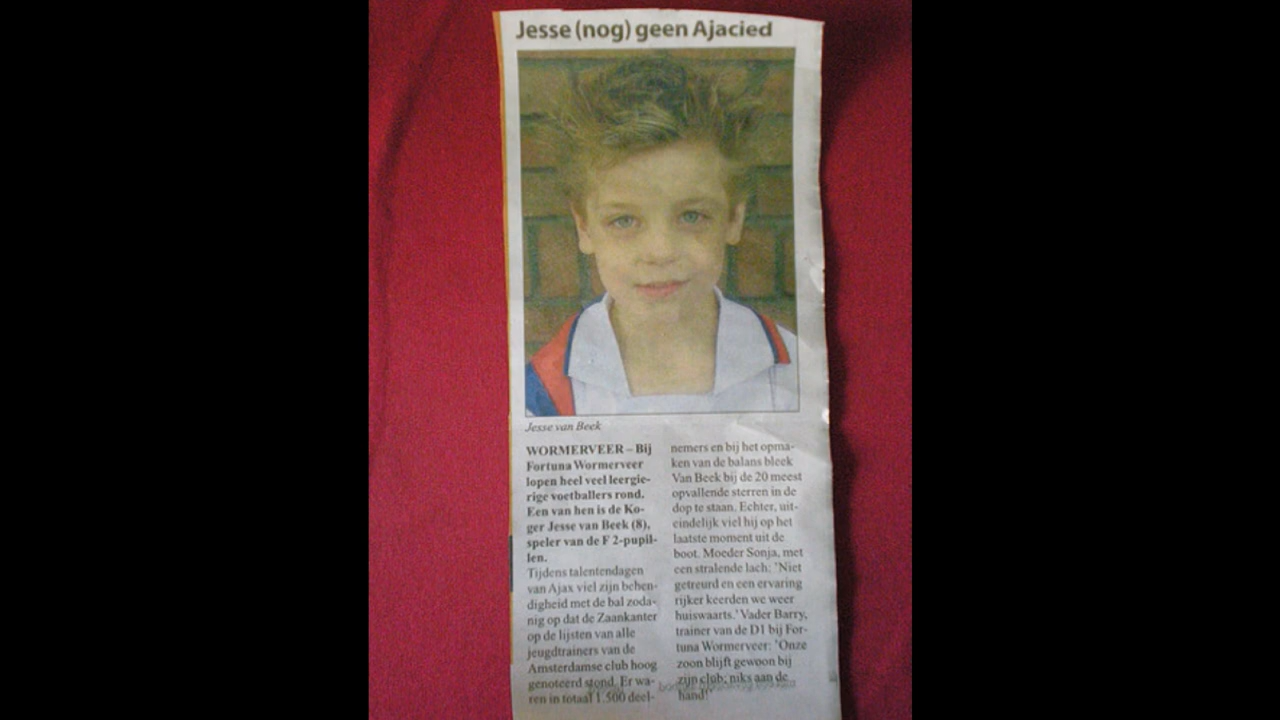 Jesse (nog) geen Ajacied
Jesse van Beek
WORMERVEER – Bij
Fortuna Wormerveer
lopen heel veel leergie-
rige voetballers rond.
Een van hen is de Ko-
ger Jesse van Beek (8),
speler van de F 2-pupil-
len.
Tijdens talentendagen
van Ajax viel zijn behen-
digheid met de bal zoda-
nig op dat de Zaankanter
op de lijsten van alle
jeugdtrainers van de
Amsterdamse club hoog
genoteerd stond. Er wa-
ren in totaal 1.500 deel-
nemers en bij het opma-
ken van de balans bleek
Van Beek bij de 20 meest
opvallende sterren in de
dop te staan. Echter, uit-
eindelijk viel hij op het
laatste moment uit de
boot. Moeder Sonja, met
een stralende lach: 'Niet
getreurd en een ervaring
rijker keerden we weer
huiswaarts.' Vader Barry,
trainer van de D1 bij For-
tuna Wormerveer: 'Onze
zoon blijft gewoon bij
zijn club; niks aan de
hand!'